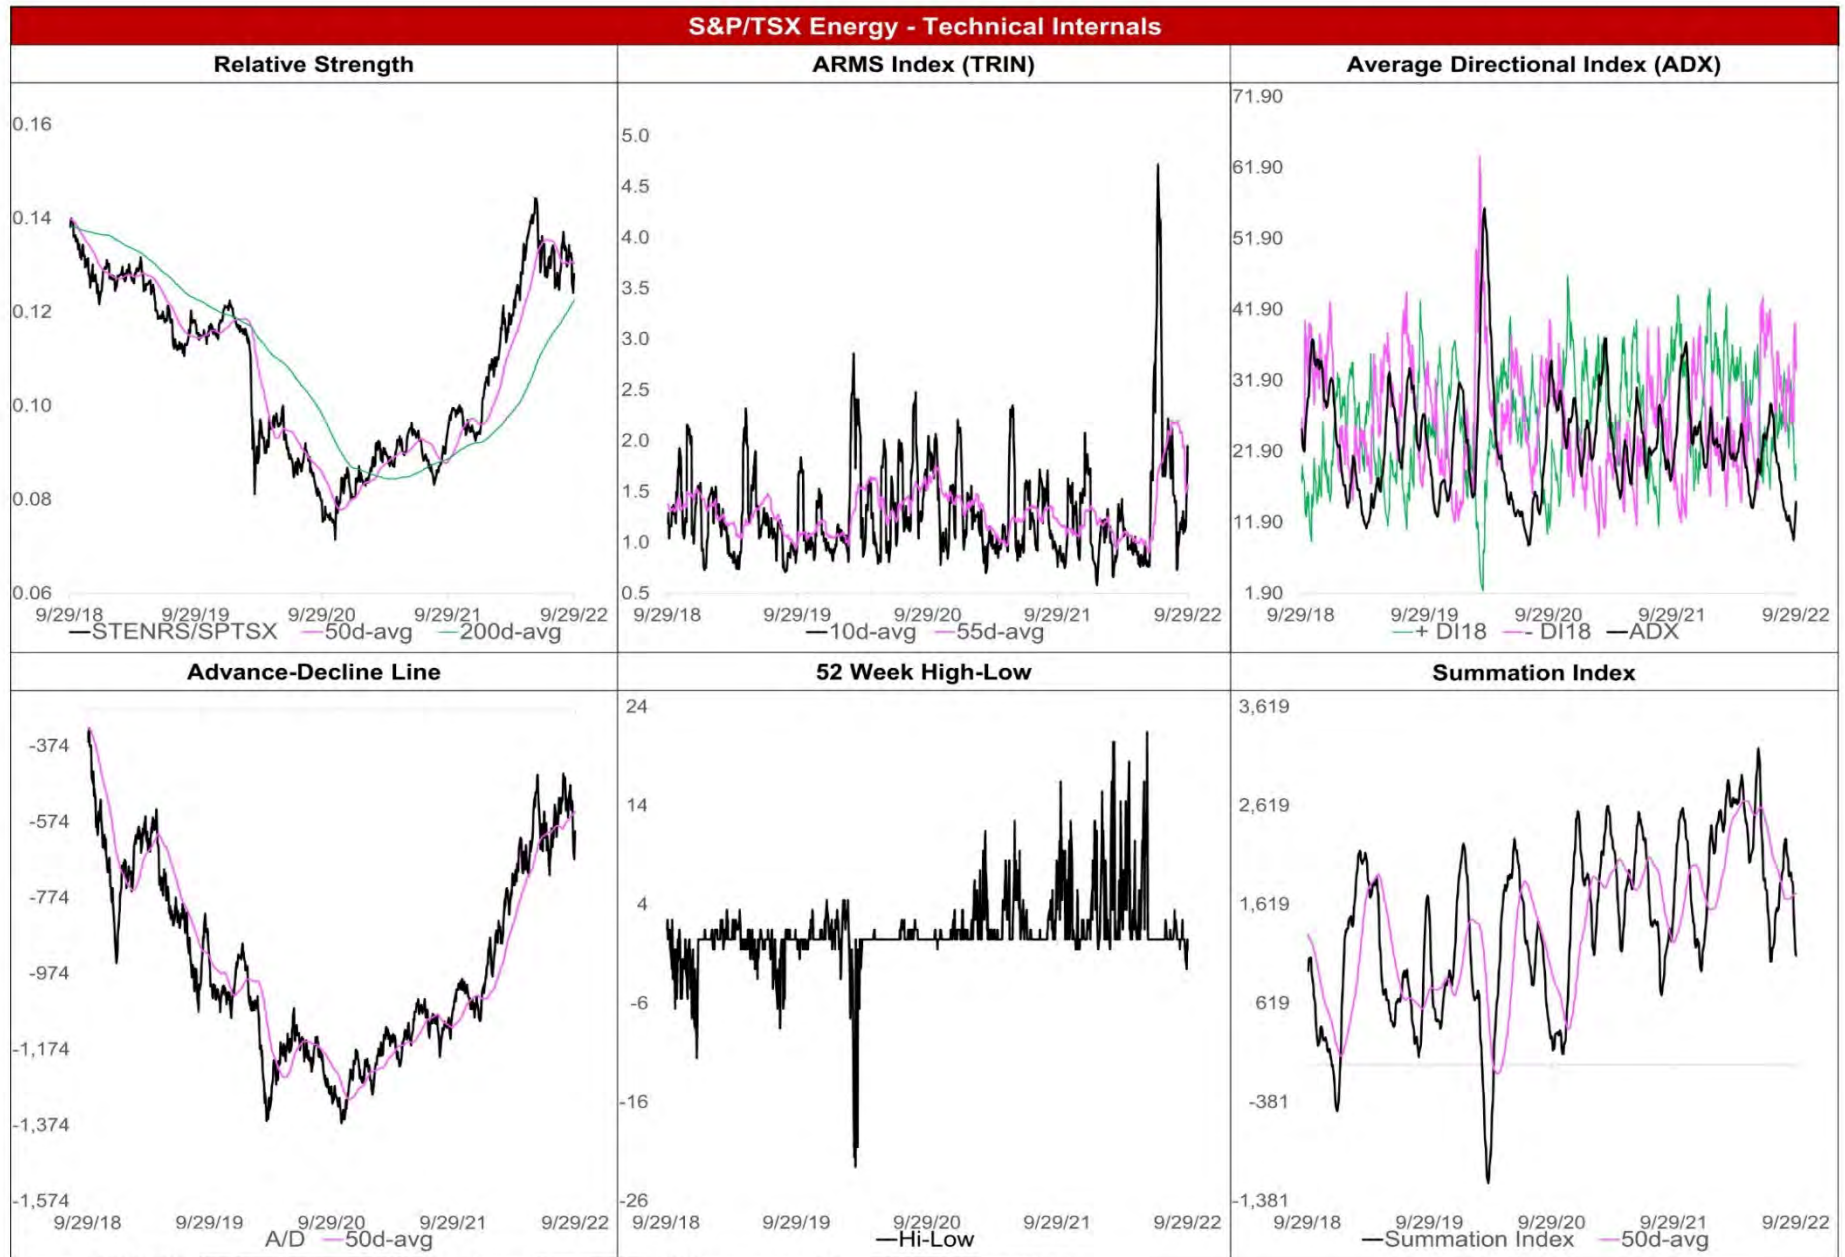 S&P/TSX Energy - Technical Internals
Relative Strength
ARMS Index (TRIN)
Average Directional Index (ADX)
0.16
0.14
0.12
0.10
0.08
0.06
9/29/18 9/29/19 9/29/20 9/29/21 9/29/22
STENRS/SPTSX 50d-avg 200d-avg
5.0
4.5
4.0
3.5
3.0
2.5
2.0
1.5
1.0
0.5
9/29/18 9/29/19 9/29/20 9/29/21 9/29/22
10d-avg 55d-avg
71.90
61.90
51.90
41.90
31.90
21.90
11.90
1.90
9/29/18 9/29/19 9/29/20 9/29/21 9/29/22
+ DI18 - DI18 ADX
Advance-Decline Line
52 Week High-Low
Summation Index
-374
-574
-774
-974
-1,174
-1,374
-1,574
9/29/18 9/29/19 9/29/20 9/29/21 9/29/22
A/D 50d-avg
24
14
4
-6
-16
-26
9/29/18 9/29/19 9/29/20 9/29/21 9/29/22
Hi-Low
3,619
2,619
1,619
619
-381
-1,381
9/29/18 9/29/19 9/29/20 9/29/21 9/29/22
Summation Index 50d-avg